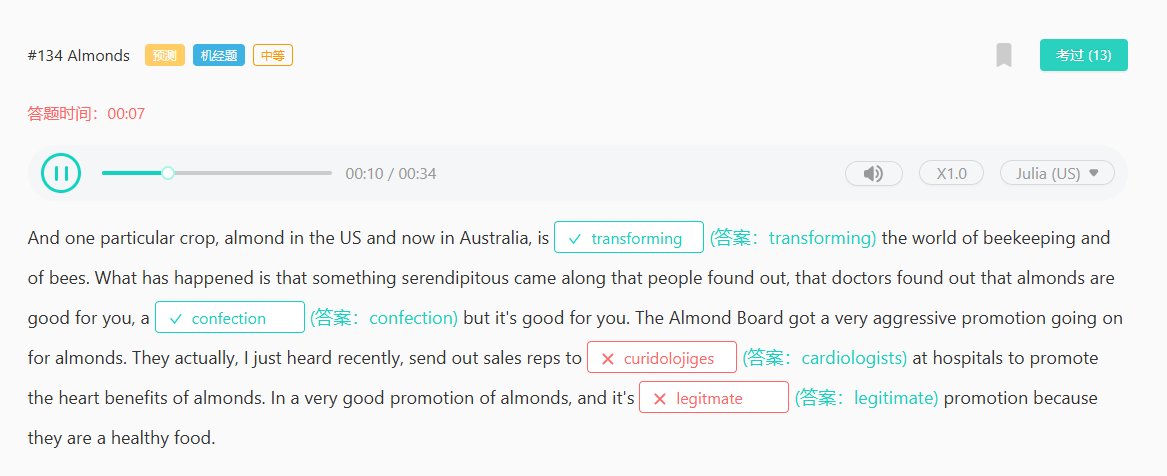 #134 Almonds 预测 机经题 中等 考过 (13)
答题时间：00:07
00:10 / 00:34 X1.0 Julia (US)
And one particular crop, almond in the US and now in Australia, is transforming (答案：transforming) the world of beekeeping and
of bees. What has happened is that something serendipitous came along that people found out, that doctors found out that almonds are
good for you, a confection (答案：confection) but it's good for you. The Almond Board got a very aggressive promotion going on
for almonds. They actually, I just heard recently, send out sales reps to curidolojiges (答案：cardiologists) at hospitals to promote
the heart benefits of almonds. In a very good promotion of almonds, and it's legitmate (答案：legitimate) promotion because
they are a healthy food.